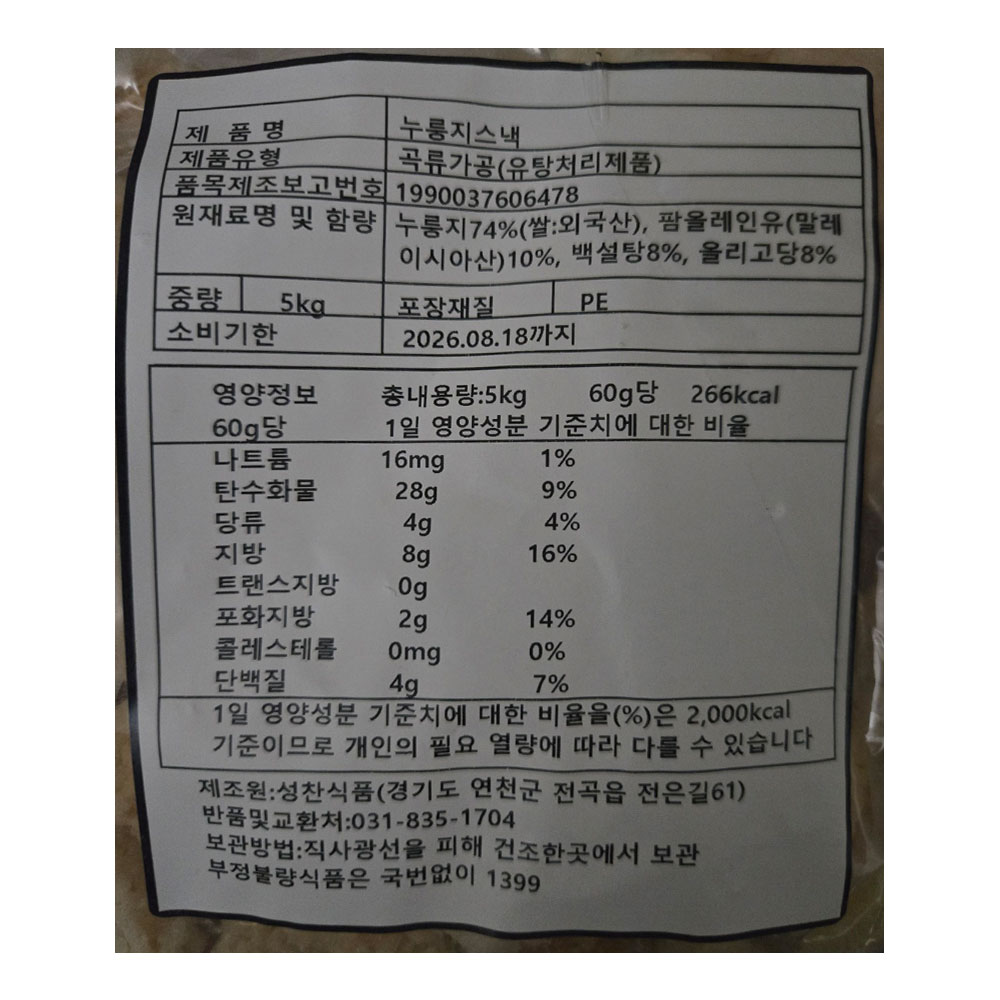 제 품 명 누룽지스낵
제품유형 곡류가공(유탕처리제품)
품목제조보고번호 1990037606478
원재료명 및 함량 누룽지74%(쌀:외국산), 팜올레인유(말레
이시아산)10%, 백설탕8%, 올리고당8%
중량 5kg 포장재질 PE
소비기한 2026.08.18까지
영양정보 총내용량:5kg 60g당 266kcal
60g당 1일 영양성분 기준치에 대한 비율
나트륨 16mg 1%
탄수화물 28g 9%
당류 4g 4%
지방 8g 16%
트랜스지방 0g
포화지방 2g 14%
콜레스테롤 0mg 0%
단백질 4g 7%
1일 영양성분 기준치에 대한 비율을(%)은 2,000kcal
기준이므로 개인의 필요 열량에 따라 다를 수 있습니다
제조원:성찬식품(경기도 연천군 전곡읍 전은길61)
반품및교환처:031-835-1704
보관방법:직사광선을 피해 건조한곳에서 보관
부정불량식품은 국번없이 1399